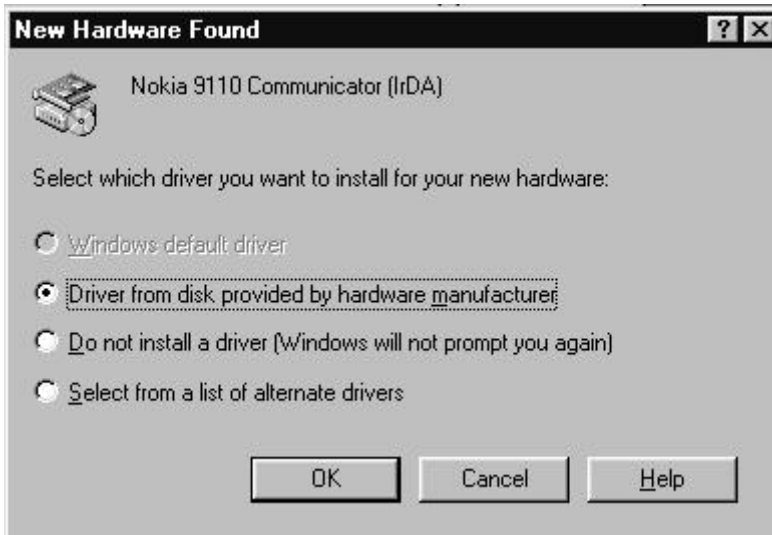 New Hardware Found
Nokia 9110 Communicator (IrDA)
Select which driver you want to install for your new hardware:
Windows default driver
Driver from disk provided by hardware manufacturer
Do not install a driver (Windows will not prompt you again)
Select from a list of alternate drivers
OK Cancel Help